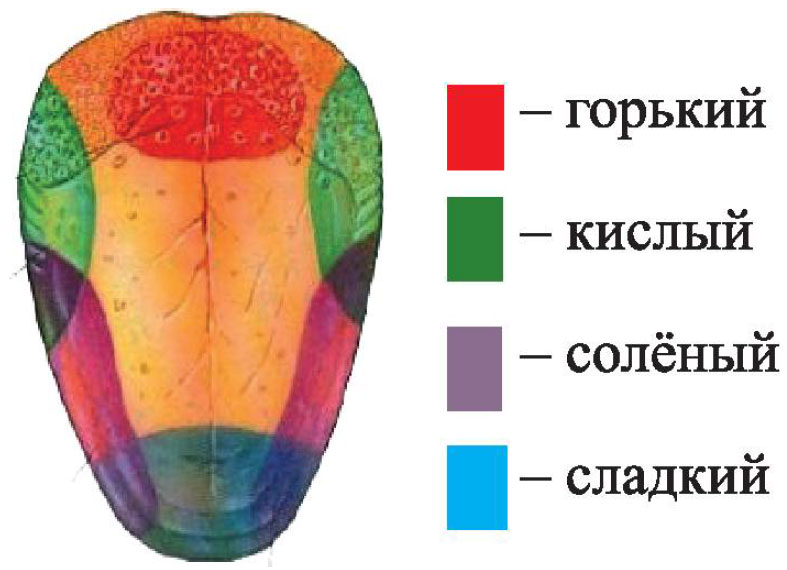 – горький
– кислый
– солёный
– сладкий